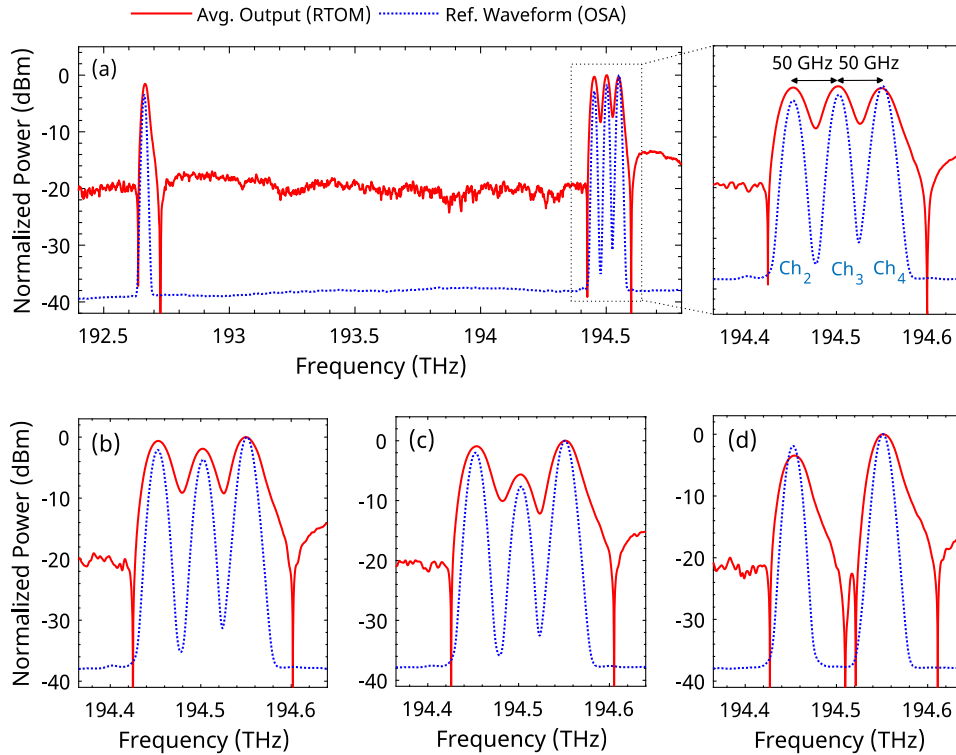 Avg. Output (RTOM) Ref. Waveform (OSA)
(a)
Normalized Power (dBm)
0
-10
-20
-30
-40
192.5 193 193.5 194 194.5
Frequency (THz)
50 GHz 50 GHz
Ch2 Ch3 Ch4
194.4 194.5 194.6
Frequency (THz)
(b)
Normalized Power (dBm)
0
-10
-20
-30
-40
194.4 194.5 194.6
Frequency (THz)
(c)
0
-10
-20
-30
-40
194.4 194.5 194.6
Frequency (THz)
(d)
0
-10
-20
-30
-40
194.4 194.5 194.6
Frequency (THz)